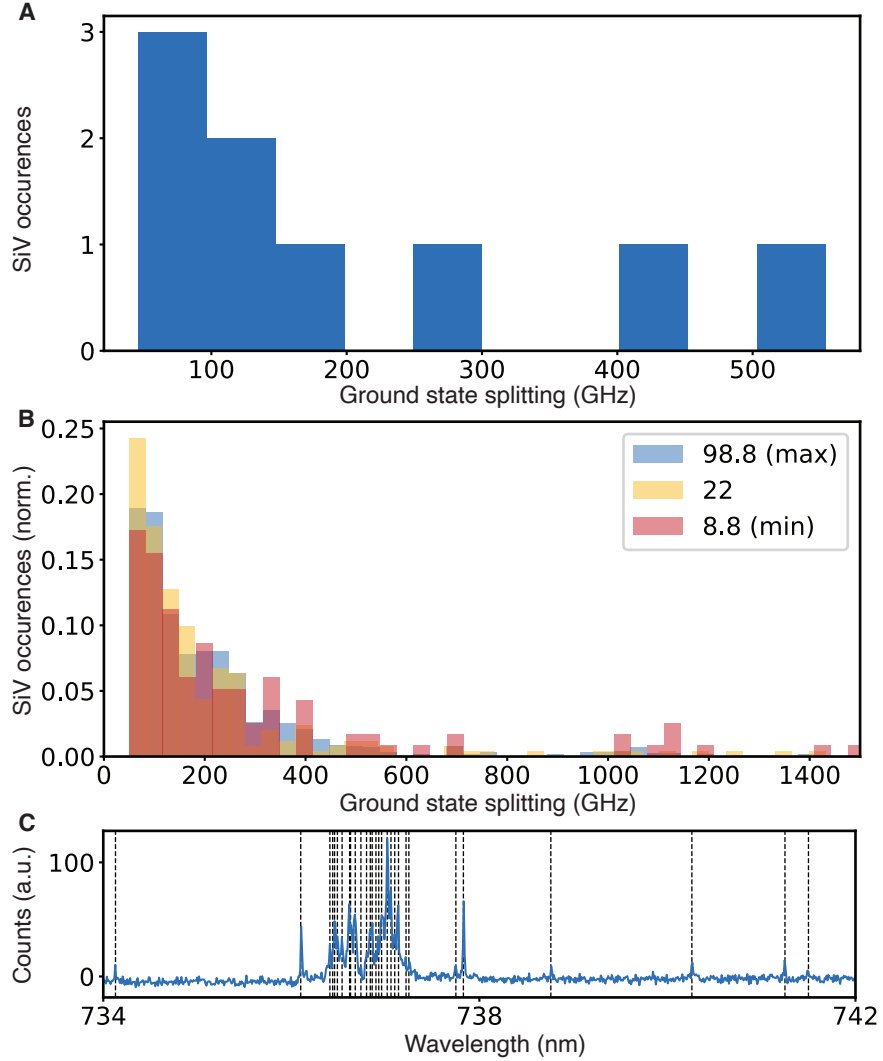 A
3
2
1
0
SiV occurences
100 200 300 400 500
Ground state splitting (GHz)
B
0.25
0.20
0.15
0.10
0.05
0.00
SiV occurences (norm.)
98.8 (max)
22
8.8 (min)
0 200 400 600 800 1000 1200 1400
Ground state splitting (GHz)
C
100
0
Counts (a.u.)
734 738 742
Wavelength (nm)